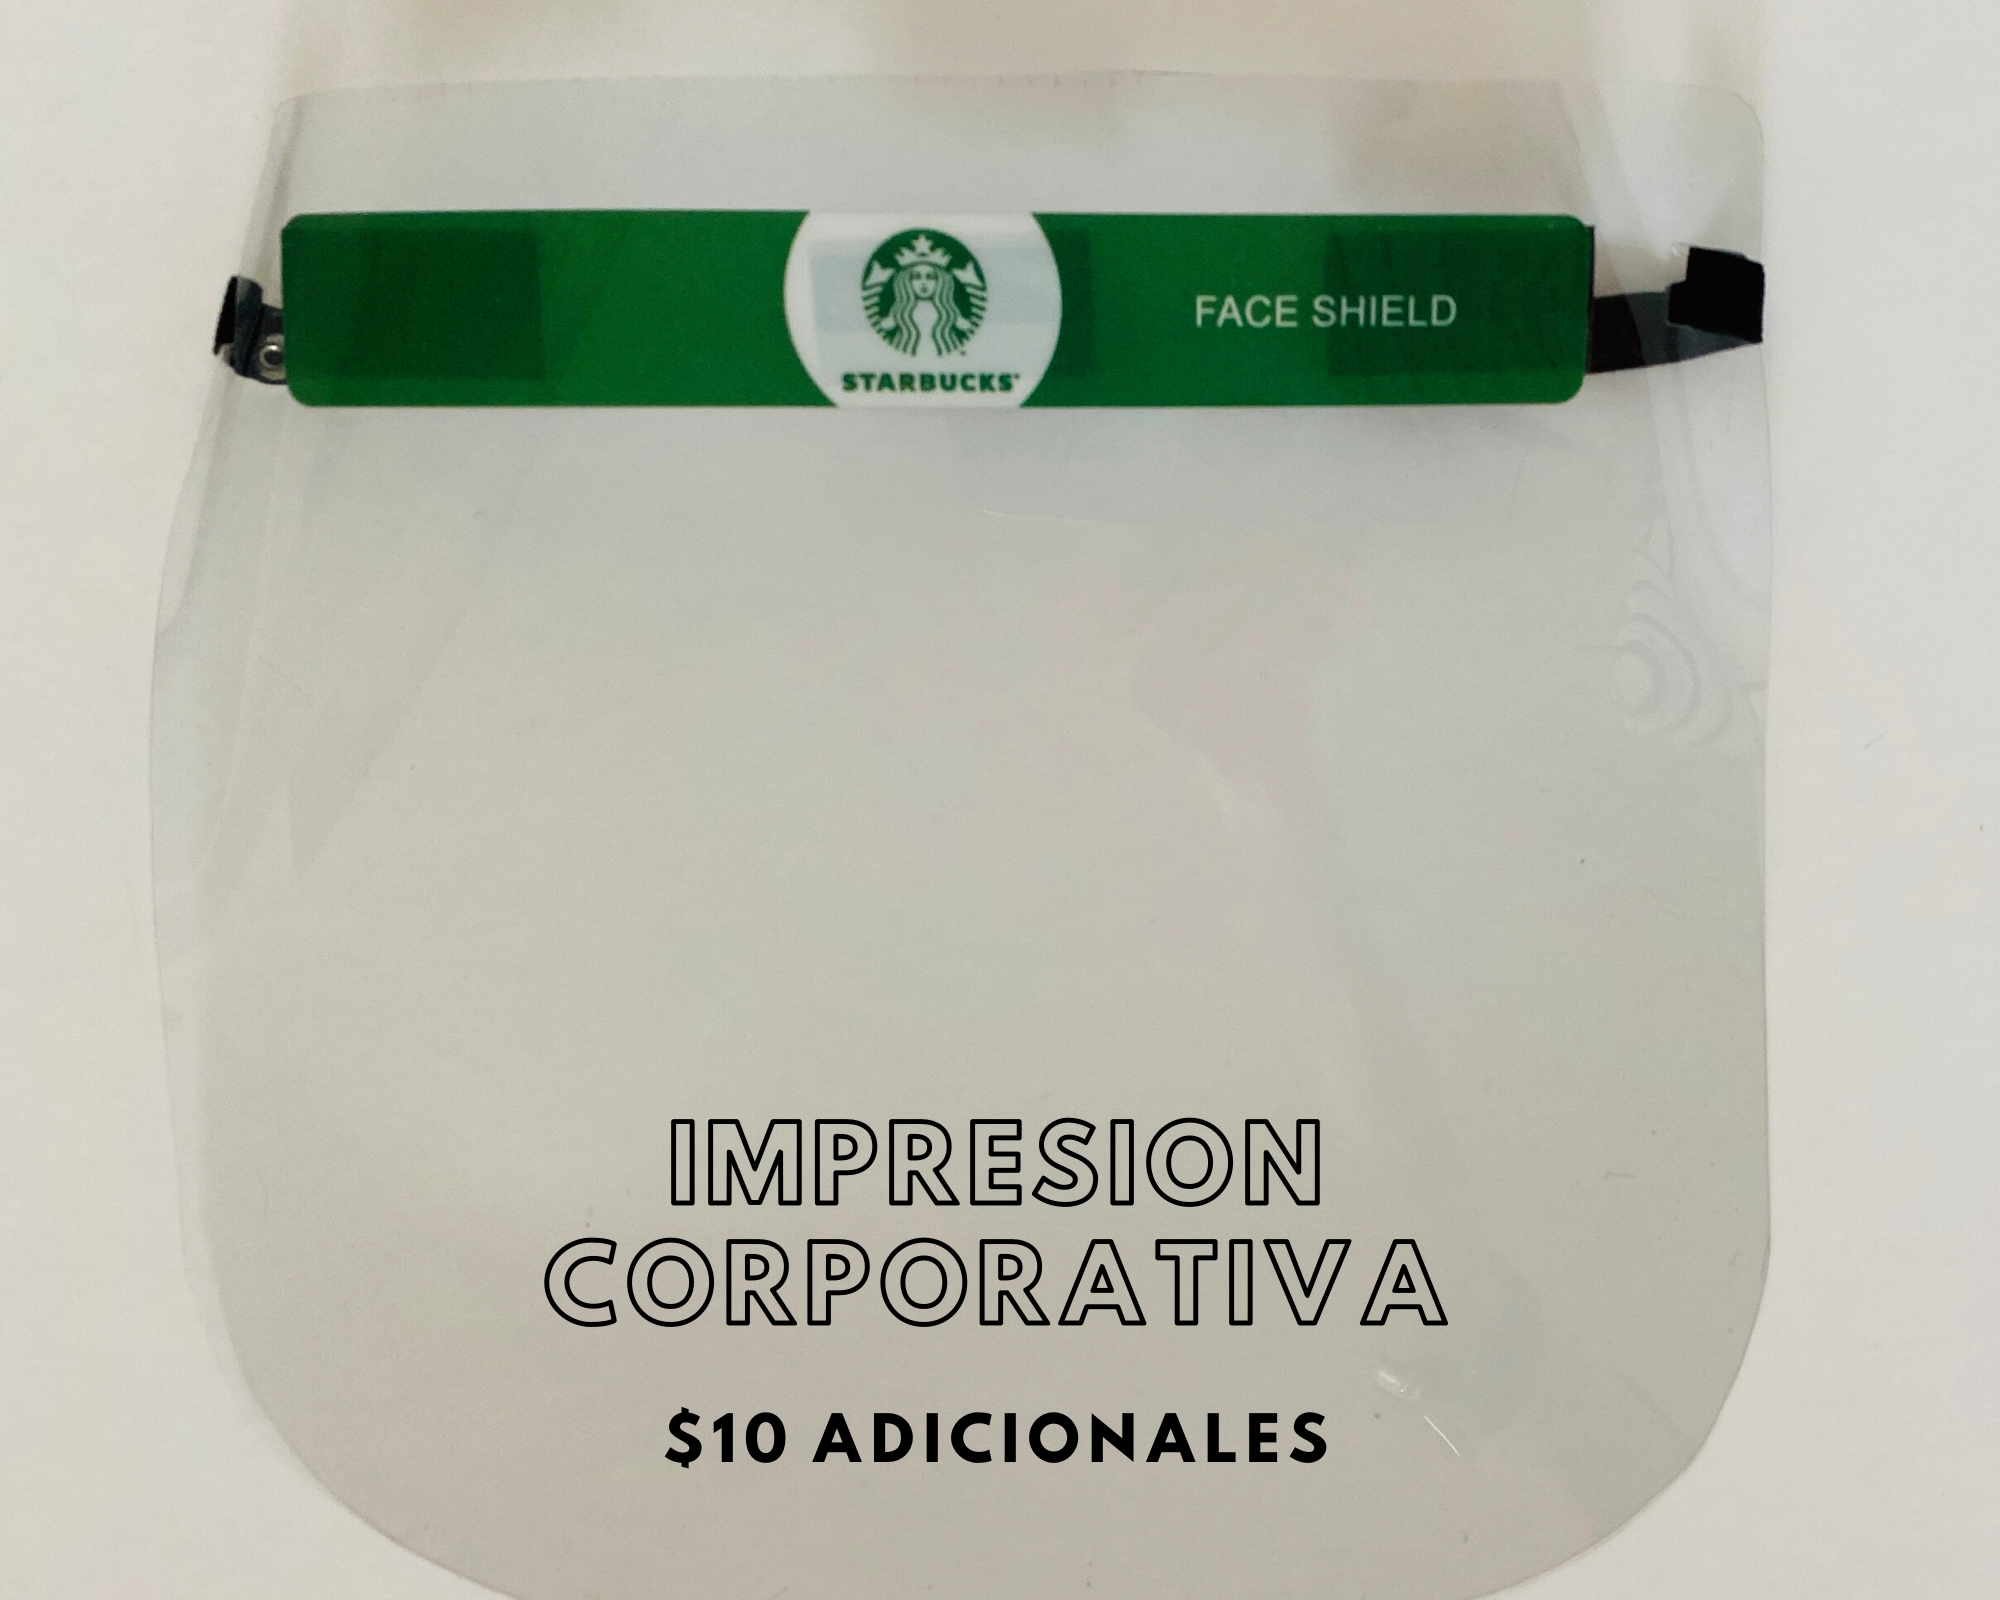 STARBUCKS
FACE SHIELD
IMPRESION
CORPORATIVA
$10 ADICIONALES